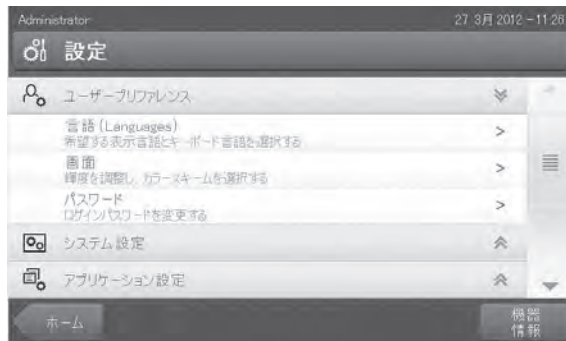 Administrator
27 3月 2012 - 11:26
設定
ユーザープリファレンス
言語 (Languages)
希望する表示言語とキーボード言語を選択する
画面
輝度を調整し、カラースキームを選択する
パスワード
ログインパスワードを変更する
システム設定
アプリケーション設定
ホーム
機器
情報